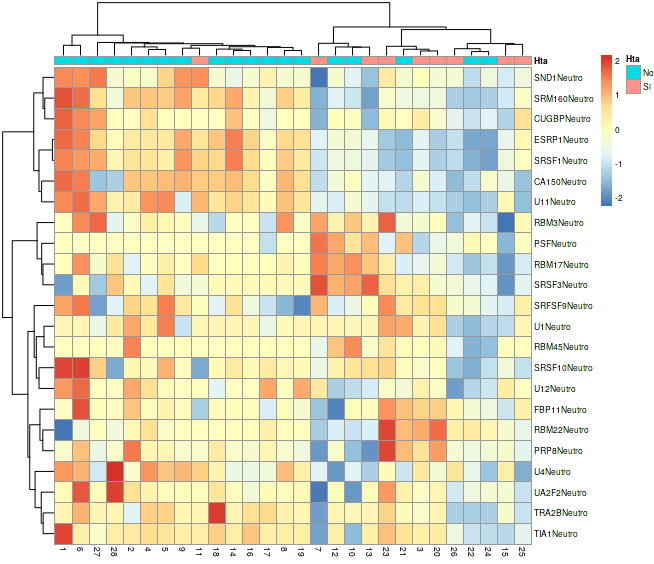 Hta
SND1Neutro
SRM160Neutro
CUGBPNeutro
ESRP1Neutro
SRSF1Neutro
CA150Neutro
U11Neutro
RBM3Neutro
PSFNeutro
RBM17Neutro
SRSF3Neutro
SRFSF9Neutro
U1Neutro
RBM45Neutro
SRSF10Neutro
U12Neutro
FBP11Neutro
RBM22Neutro
PRP8Neutro
U4Neutro
UA2F2Neutro
TRA2BNeutro
TIA1Neutro
1 6 27 28 2 4 5 9 11 18 14 16 17 8 19 7 12 10 13 23 21 3 20 26 22 24 15 25
2
1
0
-1
-2
Hta
No
Si